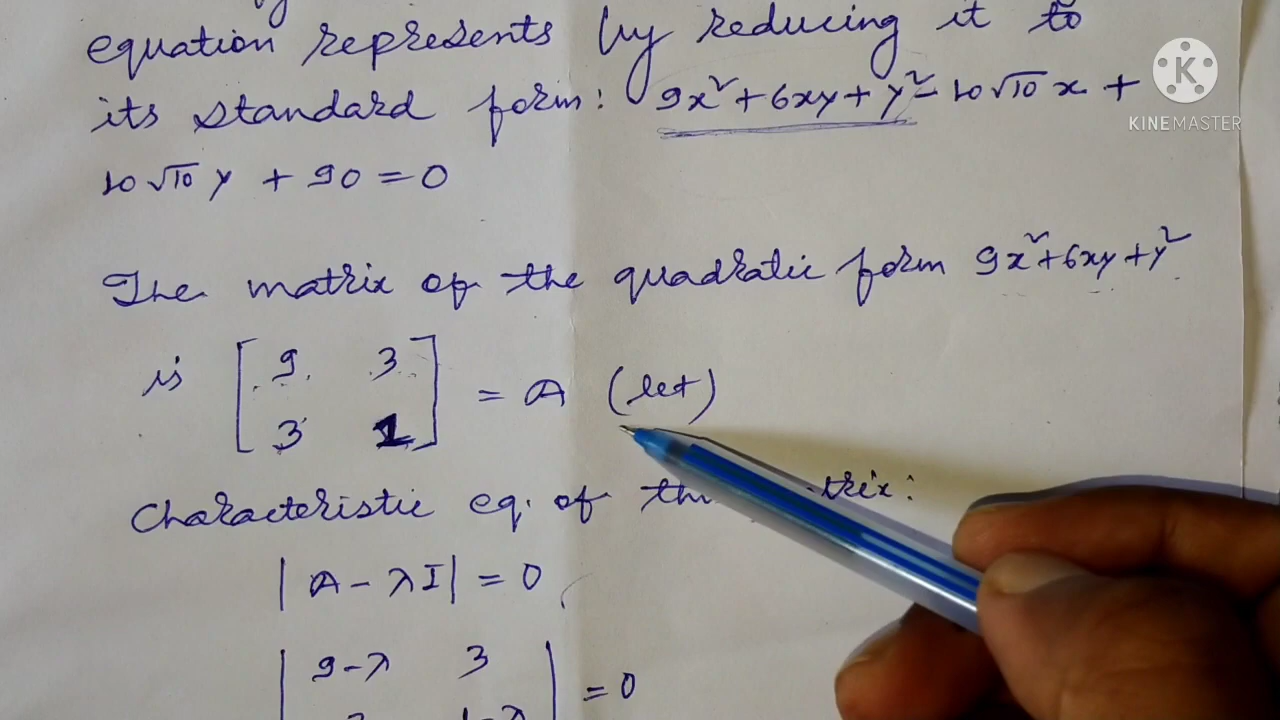 equation represents by reducing it to
its standard form: 9x² + 6xy + y² - 10√10 x +
10√10 y + 90 = 0
The matrix of the quadratic form 9x² + 6xy + y²
is [ 9 3
3 1 ] = A (let)
Characteristic eq. of
| A - λI | = 0
| 9-λ 3
1-λ | = 0
K
KINEMASTER